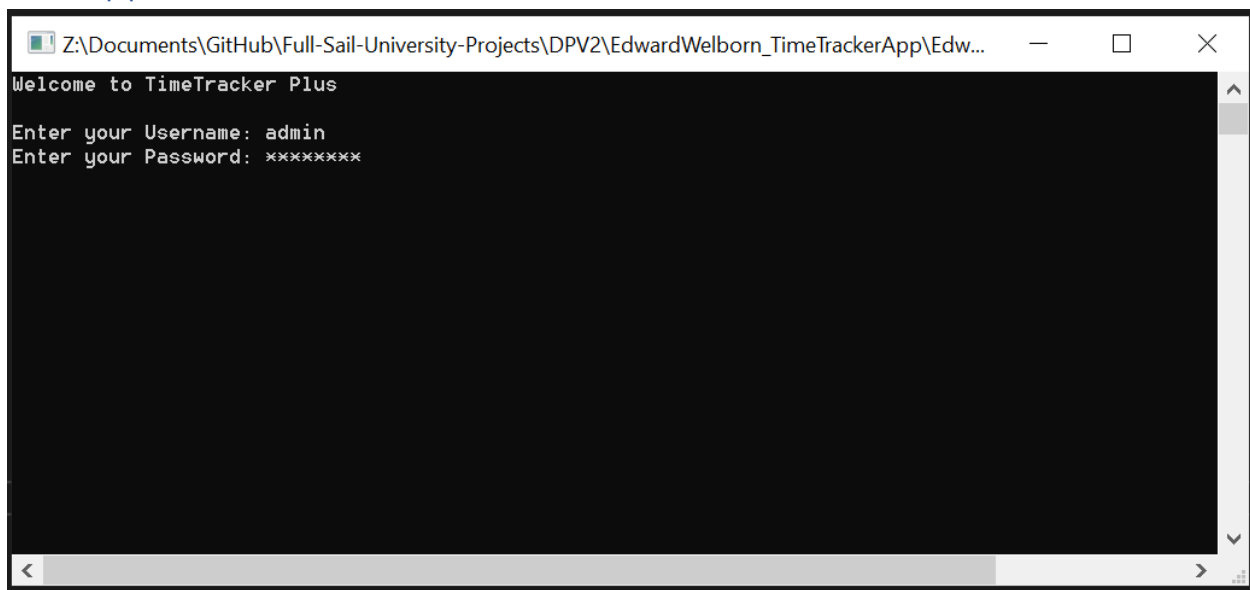 Z:\Documents\GitHub\Full-Sail-University-Projects\DPV2\EdwardWelborn_TimeTrackerApp\Edw...
Welcome to TimeTracker Plus
Enter your Username: admin
Enter your Password: ********